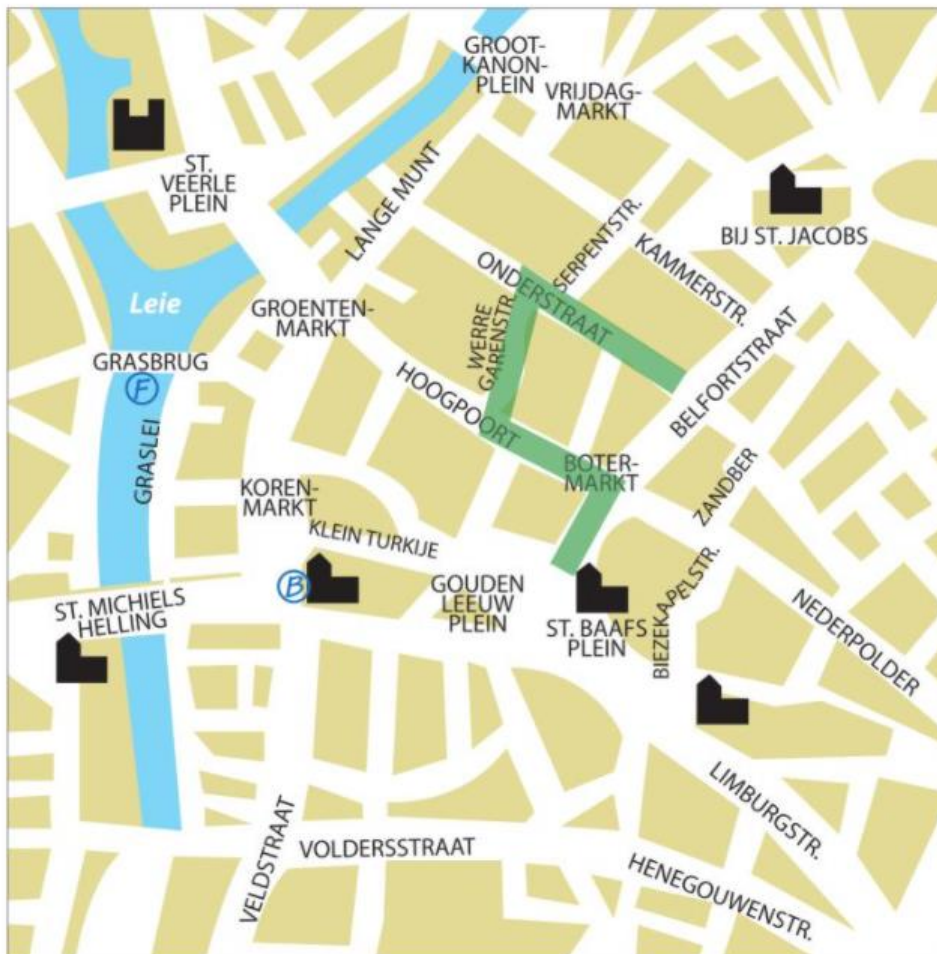 GROOT-
KANON-
PLEIN
VRIJDAG-
MARKT
ST.
VEERLE
PLEIN
LANGE MUNT
SERPENTSTR.
BIJ ST. JACOBS
KAMMERSTR.
ONDERSTRAAT
Leie
GROENTEN-
MARKT
WERRE
GARENSTR.
GRASBRUG
F
HOOGPOORT
BELFORTSTRAAT
GRASLEI
BOTER-
MARKT
ZANDBER
KOREN-
MARKT
KLEIN TURKIJE
B
GOUDEN
LEEUW
PLEIN
ST. MICHIELS
HELLING
ST. BAAFS
PLEIN
BIEZEKAPELSTR.
NEDERPOLDER
LIMBURGSTR.
VELDSTRAAT
VOLDERSSTRAAT
HENEGOUWENSTR.